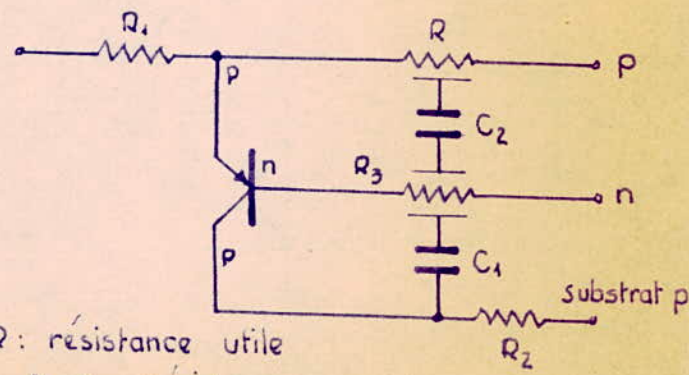 R₁
R
p
p
C₂
n
R₃
n
p
C₁
substrat p
R₂
: résistance utile